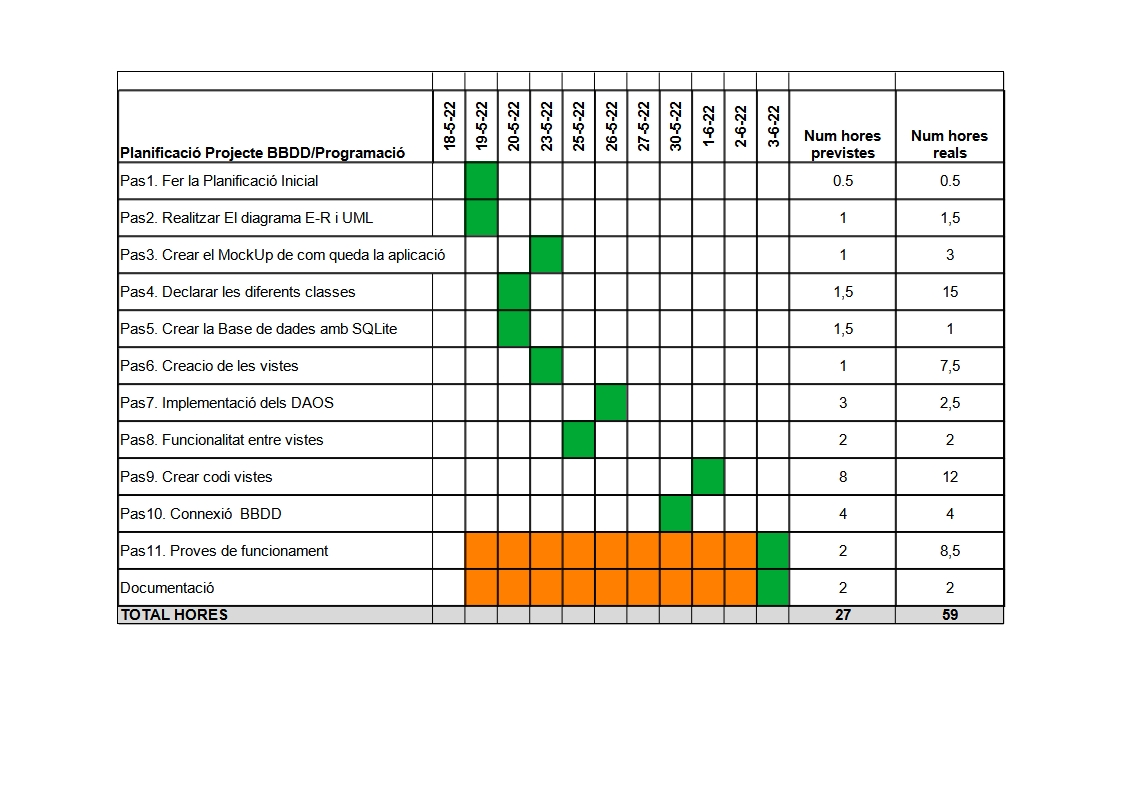 Planificació Projecte BBDD/Programació 18-5-22 19-5-22 20-5-22 23-5-22 25-5-22 26-5-22 27-5-22 30-5-22 1-6-22 2-6-22 3-6-22 Num hores previstes Num hores reals
Pas1. Fer la Planificació Inicial 0.5 0.5
Pas2. Realitzar El diagrama E-R i UML 1 1,5
Pas3. Crear el MockUp de com queda la aplicació 1 3
Pas4. Declarar les diferents classes 1,5 15
Pas5. Crear la Base de dades amb SQLite 1,5 1
Pas6. Creacio de les vistes 1 7,5
Pas7. Implementació dels DAOS 3 2,5
Pas8. Funcionalitat entre vistes 2 2
Pas9. Crear codi vistes 8 12
Pas10. Connexió  BBDD 4 4
Pas11. Proves de funcionament 2 8,5
Documentació 2 2
TOTAL HORES 27 59